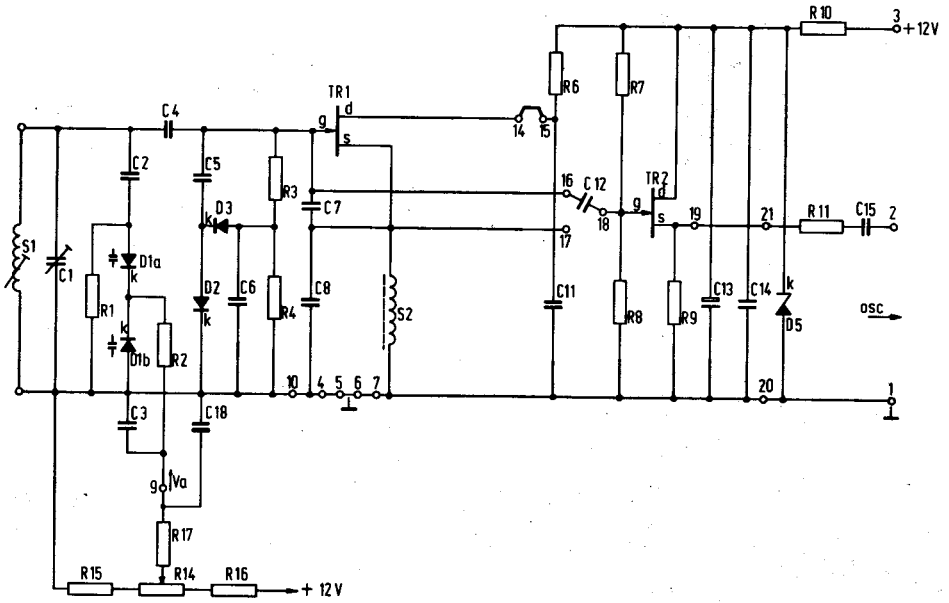 R10
3
+12V
R6
R7
TR1
d
g
s
14
15
C4
C2
C5
R3
D3
k
C7
16
C12
18
17
TR2
d
g
s
19
21
R11
C15
2
S1
C1
R1
D1a
k
k
D1b
R2
D2
k
C6
R4
C8
S2
C11
R8
R9
C13
C14
k
D5
osc
C3
C18
10
4
5
6
7
20
1
Va
g
R17
R15
R14
R16
+ 12V